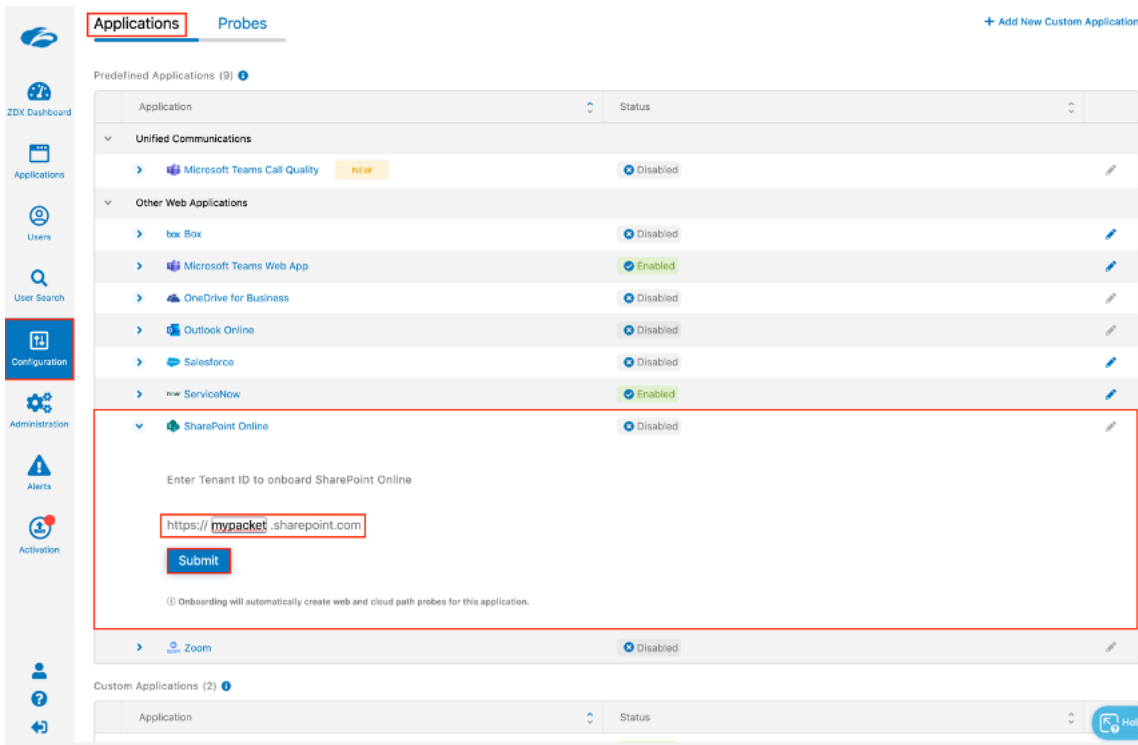 Applications Probes
+ Add New Custom Application
ZDX Dashboard
Applications
Users
User Search
Configuration
Administration
Alerts
Activation
Predefined Applications (9)
Application Status
Unified Communications
Microsoft Teams Call Quality NEW Disabled
Other Web Applications
box Box Disabled
Microsoft Teams Web App Enabled
OneDrive for Business Disabled
Outlook Online Disabled
Salesforce Disabled
now ServiceNow Enabled
SharePoint Online Disabled
Enter Tenant ID to onboard SharePoint Online
https:// mypacket .sharepoint.com
Submit
Onboarding will automatically create web and cloud path probes for this application.
Zoom Disabled
Custom Applications (2)
Application Status
Hel